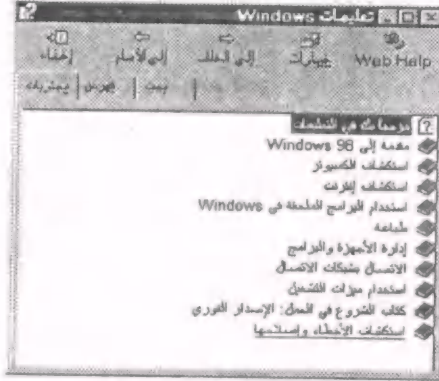 تعليمات Windows
إخفاء إلى الأمام إلى الخلف خيارات Web Help
محتويات فهرس بحث
مرحبا بك في التعليمات
مقدمة إلى Windows 98
استكشاف الكمبيوتر
استكشاف إنترنت
استخدام البرامج الملحقة في Windows
طباعة
إدارة الأجهزة والبرامج
الاتصال بشبكات الاتصال
استخدام ميزات التشغيل
كتاب الشروع في العمل: الإصدار الفوري
استكشاف الأخطاء وإصلاحها